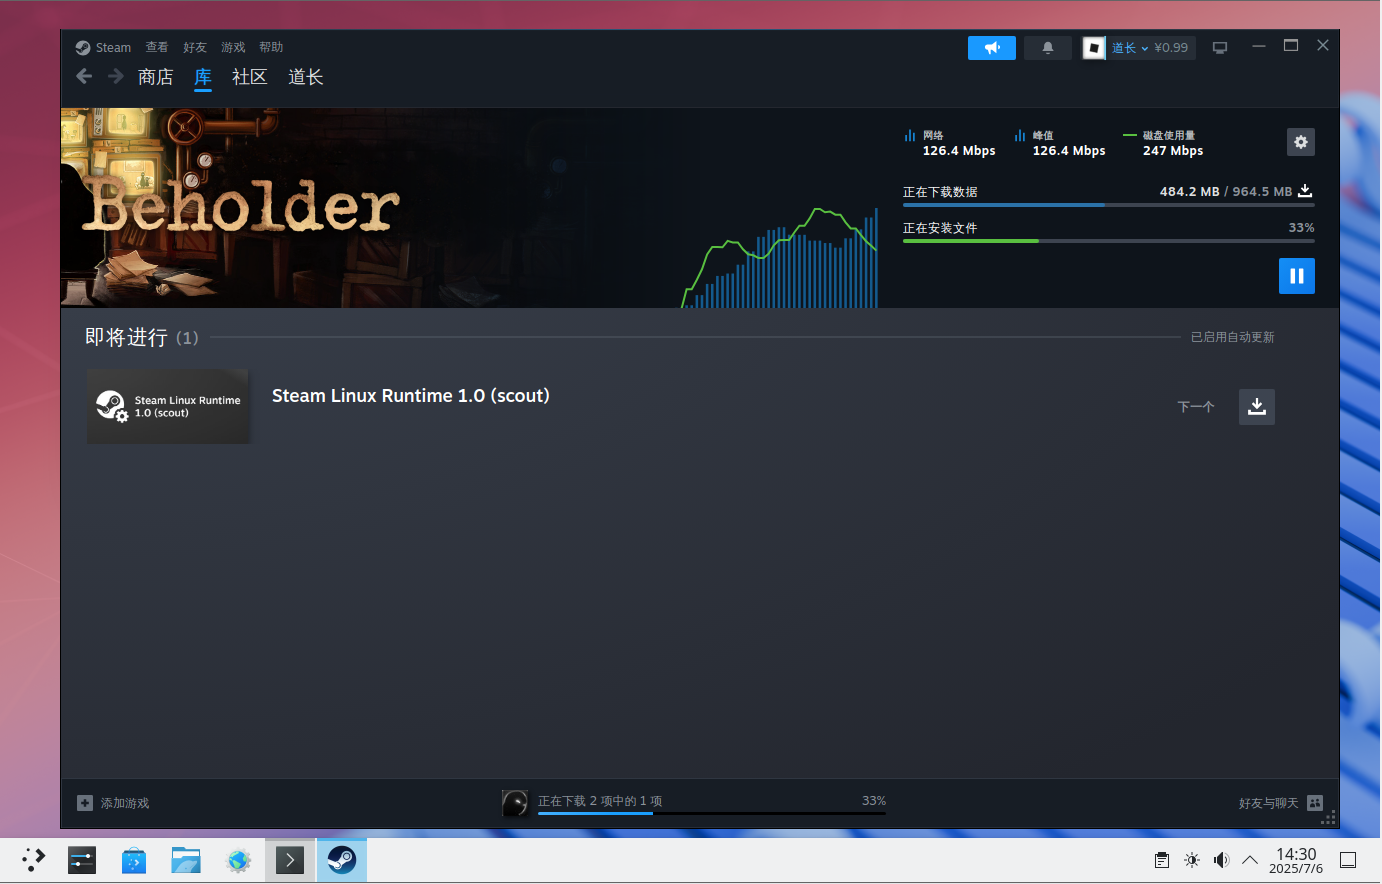 Steam 查看 好友 游戏 帮助
道长 ¥0.99
商店 库 社区 道长
Beholder
网络 峰值 磁盘使用量
126.4 Mbps 126.4 Mbps 247 Mbps
正在下载数据 484.2 MB / 964.5 MB
正在安装文件 33%
即将进行 (1) 已启用自动更新
Steam Linux Runtime
1.0 (scout)
Steam Linux Runtime 1.0 (scout)
下一个
添加游戏
正在下载 2 项中的 1 项 33%
好友与聊天
14:30
2025/7/6